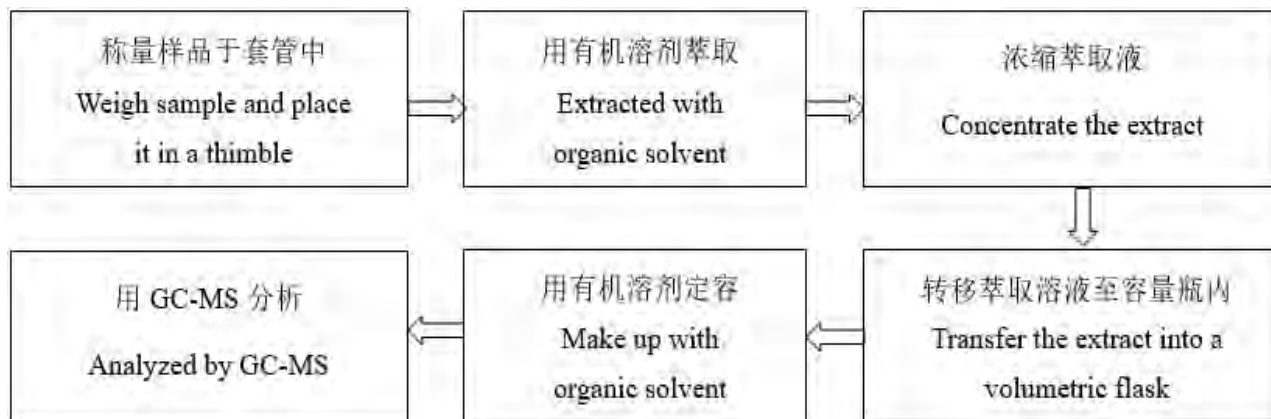 称量样品于套管中
Weigh sample and place
it in a thimble
用有机溶剂萃取
Extracted with
organic solvent
浓缩萃取液
Concentrate the extract
转移萃取溶液至容量瓶内
Transfer the extract into a
volumetric flask
用有机溶剂定容
Make up with
organic solvent
用 GC-MS 分析
Analyzed by GC-MS